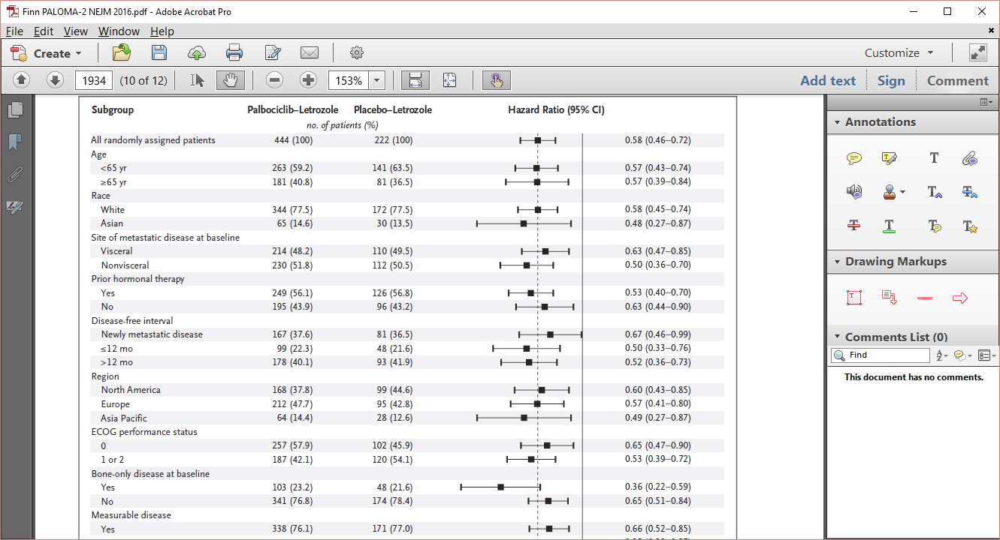 Finn PALOMA-2 NEJM 2016.pdf - Adobe Acrobat Pro
File Edit View Window Help
Create Customize
1934 (10 of 12) 153% Add text Sign Comment
Subgroup Palbociclib–Letrozole Placebo–Letrozole Hazard Ratio (95% CI)
no. of patients (%)
All randomly assigned patients 444 (100) 222 (100) 0.58 (0.46–0.72)
Age
<65 yr 263 (59.2) 141 (63.5) 0.57 (0.43–0.74)
≥65 yr 181 (40.8) 81 (36.5) 0.57 (0.39–0.84)
Race
White 344 (77.5) 172 (77.5) 0.58 (0.45–0.74)
Asian 65 (14.6) 30 (13.5) 0.48 (0.27–0.87)
Site of metastatic disease at baseline
Visceral 214 (48.2) 110 (49.5) 0.63 (0.47–0.85)
Nonvisceral 230 (51.8) 112 (50.5) 0.50 (0.36–0.70)
Prior hormonal therapy
Yes 249 (56.1) 126 (56.8) 0.53 (0.40–0.70)
No 195 (43.9) 96 (43.2) 0.63 (0.44–0.90)
Disease-free interval
Newly metastatic disease 167 (37.6) 81 (36.5) 0.67 (0.46–0.99)
≤12 mo 99 (22.3) 48 (21.6) 0.50 (0.33–0.76)
>12 mo 178 (40.1) 93 (41.9) 0.52 (0.36–0.73)
Region
North America 168 (37.8) 99 (44.6) 0.60 (0.43–0.85)
Europe 212 (47.7) 95 (42.8) 0.57 (0.41–0.80)
Asia Pacific 64 (14.4) 28 (12.6) 0.49 (0.27–0.87)
ECOG performance status
0 257 (57.9) 102 (45.9) 0.65 (0.47–0.90)
1 or 2 187 (42.1) 120 (54.1) 0.53 (0.39–0.72)
Bone-only disease at baseline
Yes 103 (23.2) 48 (21.6) 0.36 (0.22–0.59)
No 341 (76.8) 174 (78.4) 0.65 (0.51–0.84)
Measurable disease
Yes 338 (76.1) 171 (77.0) 0.66 (0.52–0.85)
Annotations
Drawing Markups
Comments List (0)
Find
This document has no comments.